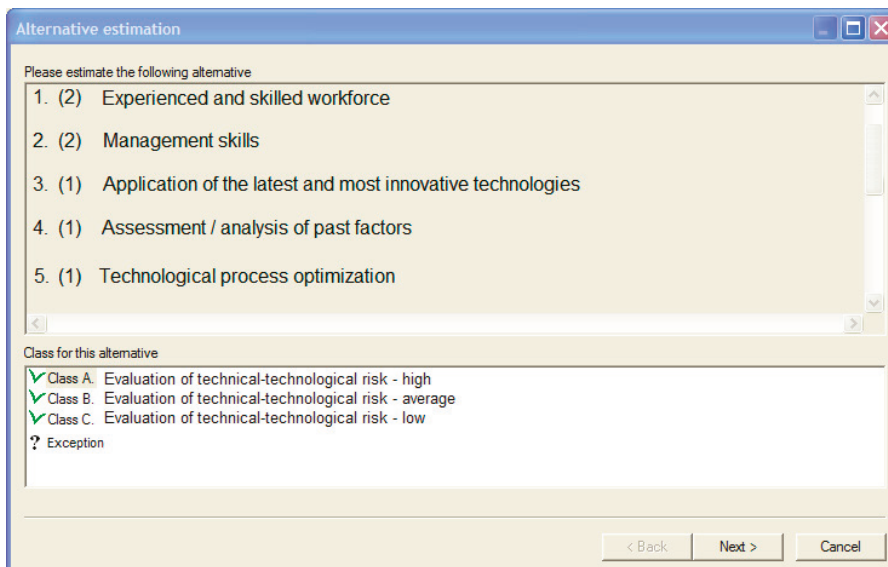 Alternative estimation
Please estimate the following alternative
1. (2) Experienced and skilled workforce
2. (2) Management skills
3. (1) Application of the latest and most innovative technologies
4. (1) Assessment / analysis of past factors
5. (1) Technological process optimization
Class for this alternative
Class A. Evaluation of technical-technological risk - high
Class B. Evaluation of technical-technological risk - average
Class C. Evaluation of technical-technological risk - low
? Exception
< Back Next > Cancel